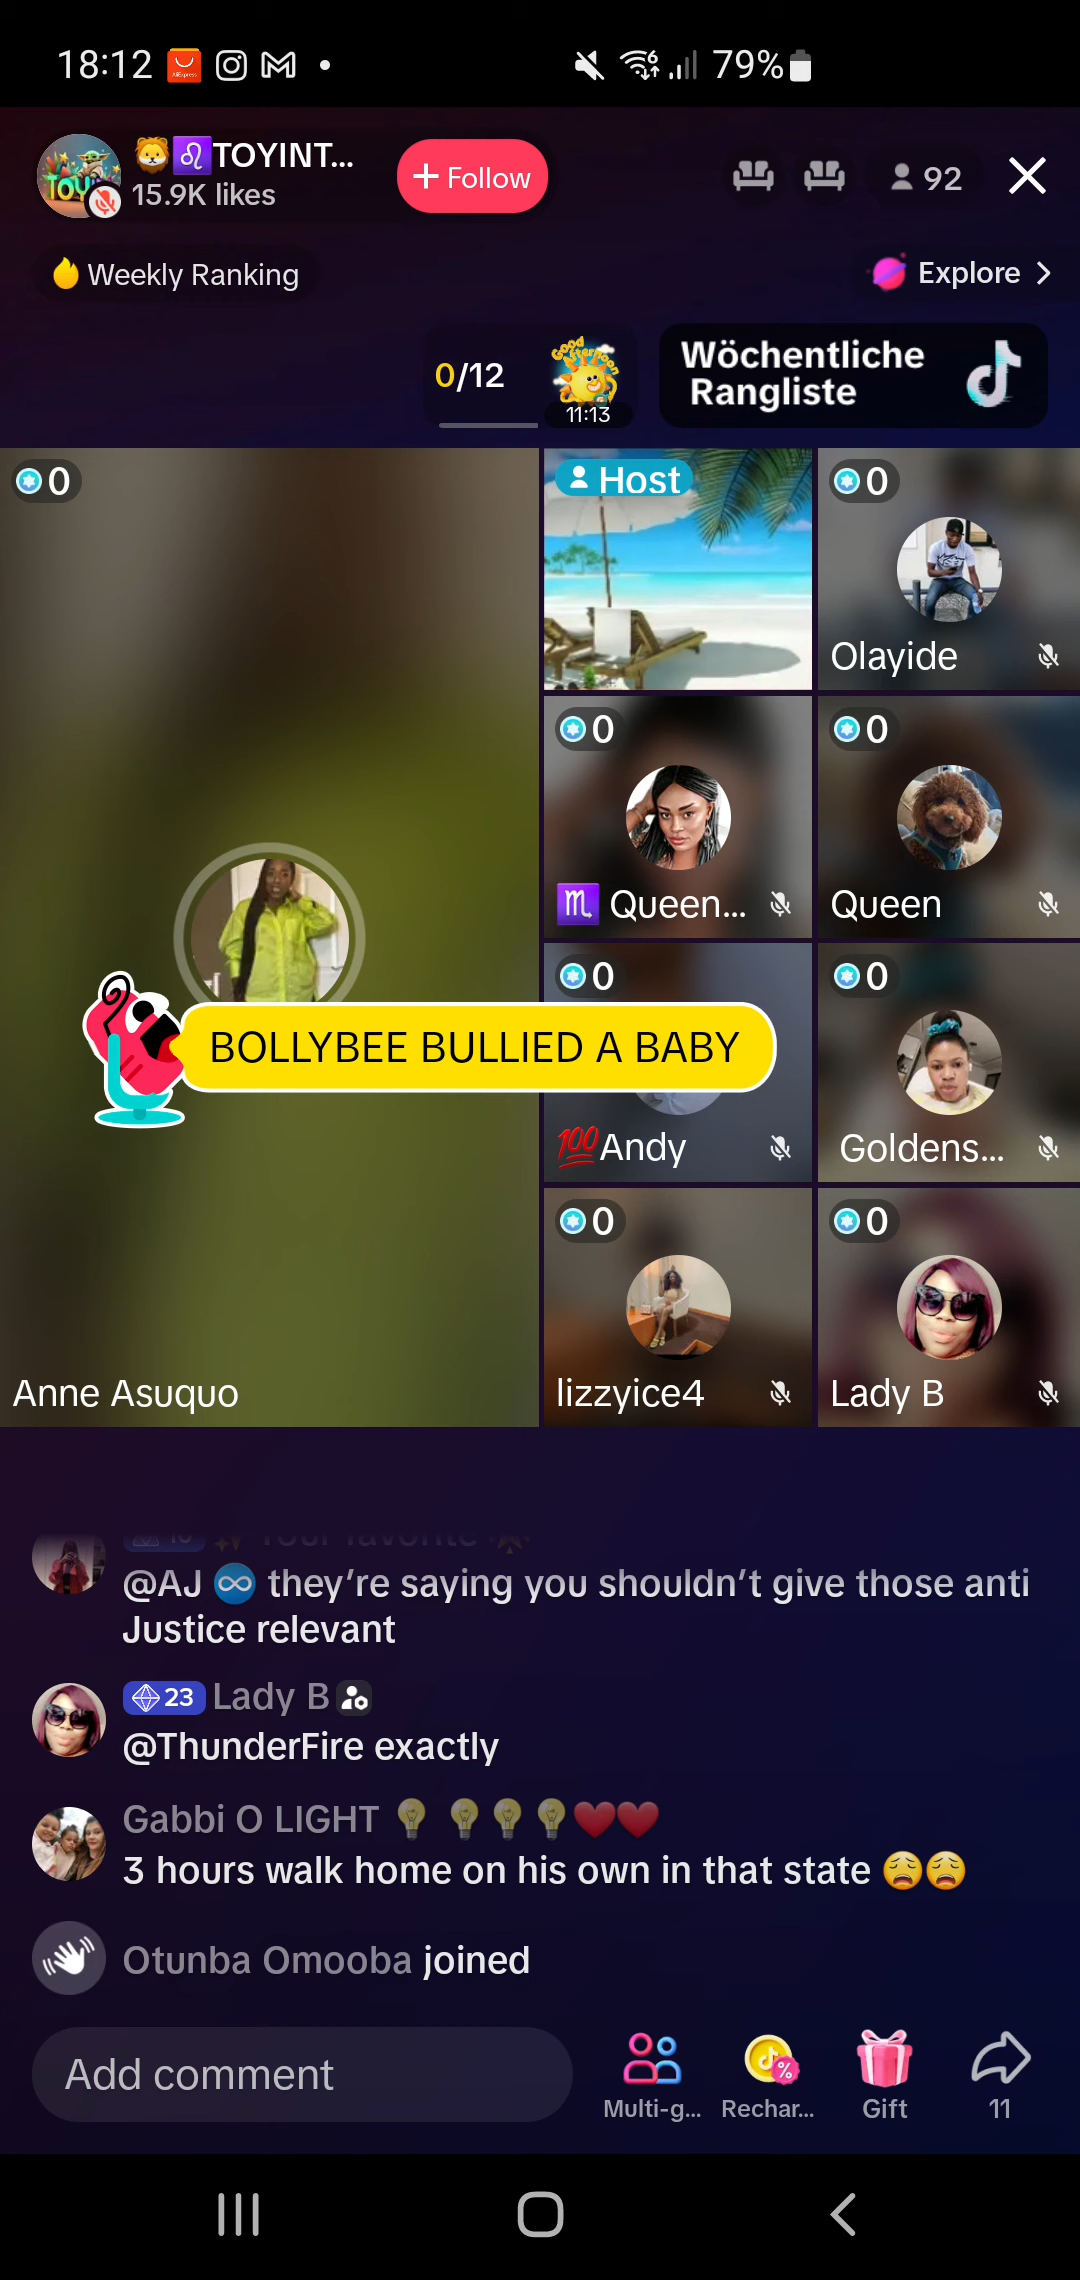 18:12
79%
🦁♌TOYINT...
15.9K likes
+ Follow
92
Weekly Ranking
Explore >
0/12
Good Afternoon
11:13
Wöchentliche
Rangliste
0
Host
0
Olayide
0
♏ Queen...
0
Queen
BOLLYBEE BULLIED A BABY
0
💯Andy
0
Goldens...
0
lizzyice4
0
Lady B
Anne Asuquo
@AJ ♾ they’re saying you shouldn’t give those anti
Justice relevant
23 Lady B
@ThunderFire exactly
Gabbi O LIGHT 💡 💡💡💡❤️❤️
3 hours walk home on his own in that state 😩😩
Otunba Omooba joined
Add comment
Multi-g...
Rechar...
Gift
11